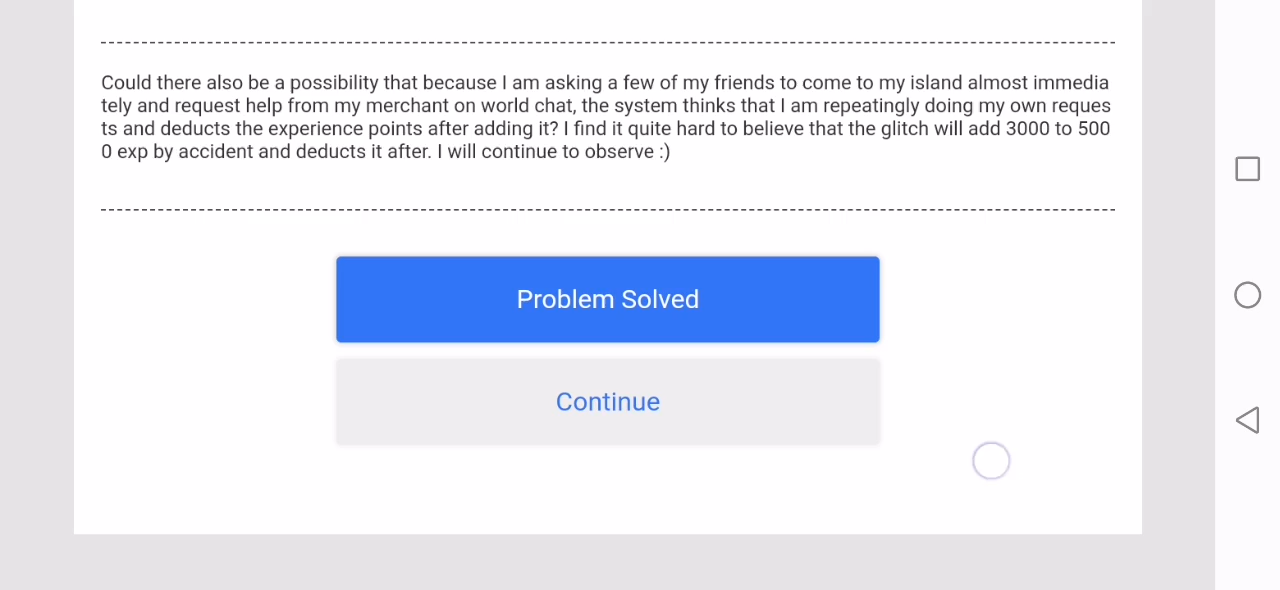 Could there also be a possibility that because I am asking a few of my friends to come to my island almost immedia
tely and request help from my merchant on world chat, the system thinks that I am repeatingly doing my own reques
ts and deducts the experience points after adding it? I find it quite hard to believe that the glitch will add 3000 to 500
0 exp by accident and deducts it after. I will continue to observe :)
Problem Solved
Continue